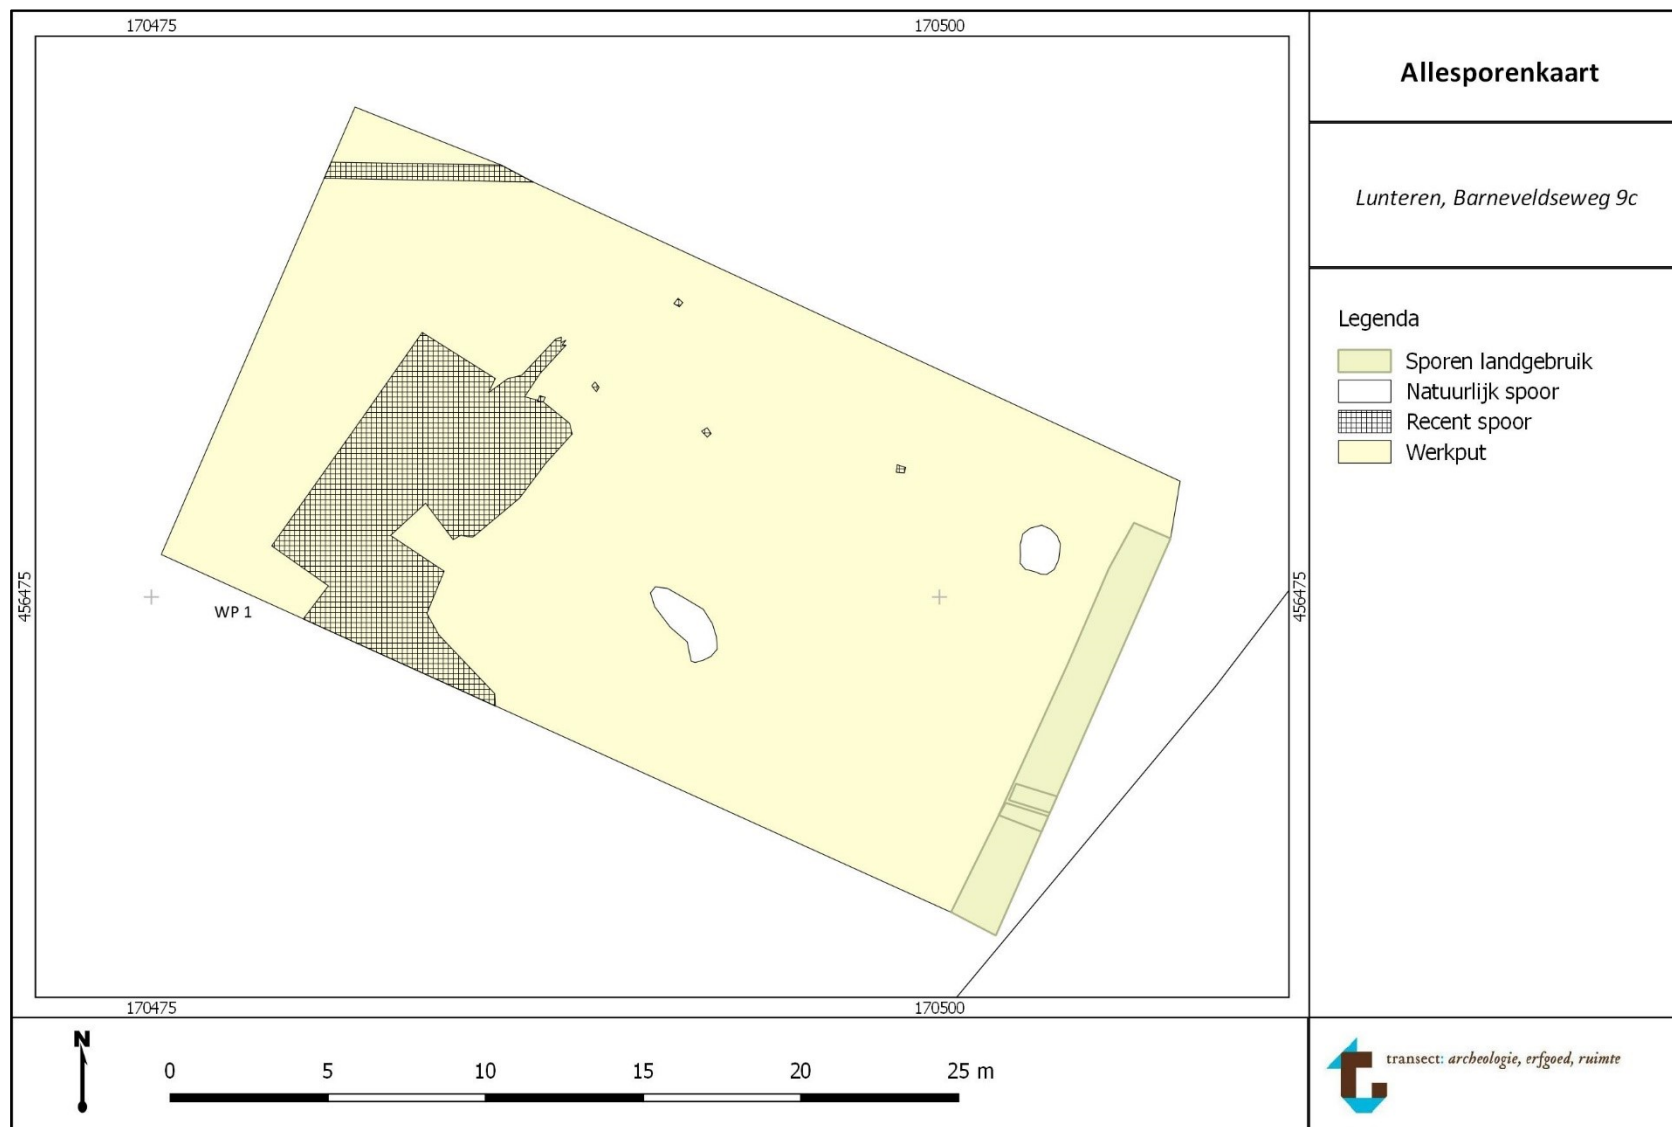 170475
170500
Allesporenkaart
Lunteren, Barneveldseweg 9c
Legenda
Sporen landgebruik
Natuurlijk spoor
Recent spoor
Werkput
456475
456475
WP 1
170475
170500
N
0 5 10 15 20 25 m
transect: archeologie, erfgoed, ruimte